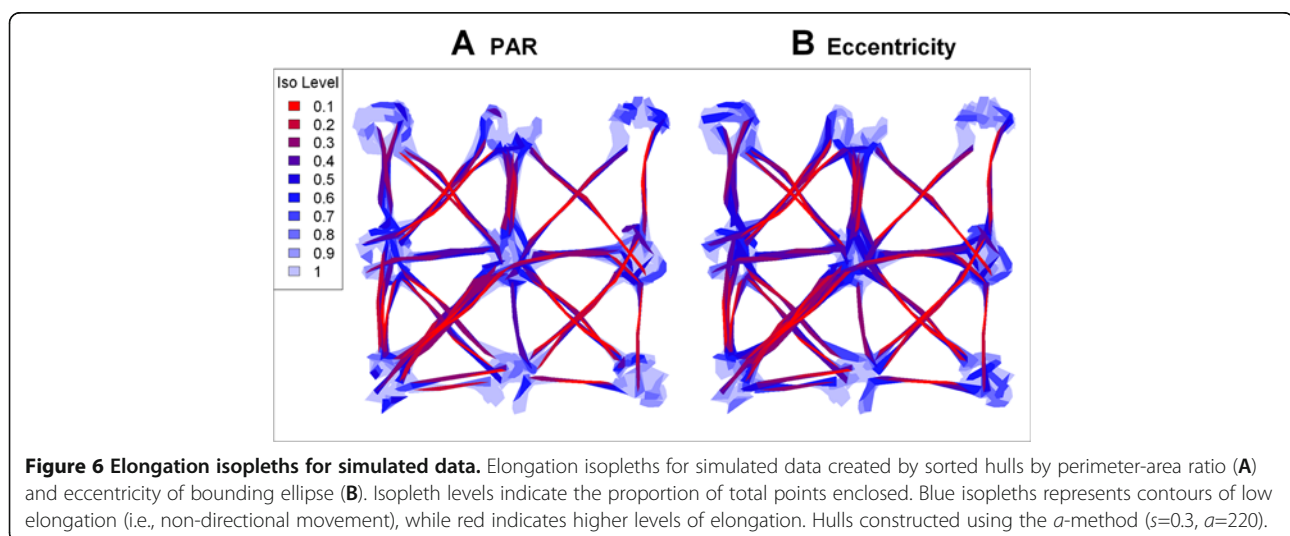 A PAR
B Eccentricity
Iso Level
0.1
0.2
0.3
0.4
0.5
0.6
0.7
0.8
0.9
1
Figure 6 Elongation isopleths for simulated data. Elongation isopleths for simulated data created by sorted hulls by perimeter-area ratio (A)
and eccentricity of bounding ellipse (B). Isopleth levels indicate the proportion of total points enclosed. Blue isopleths represents contours of low
elongation (i.e., non-directional movement), while red indicates higher levels of elongation. Hulls constructed using the a-method (s=0.3, a=220).